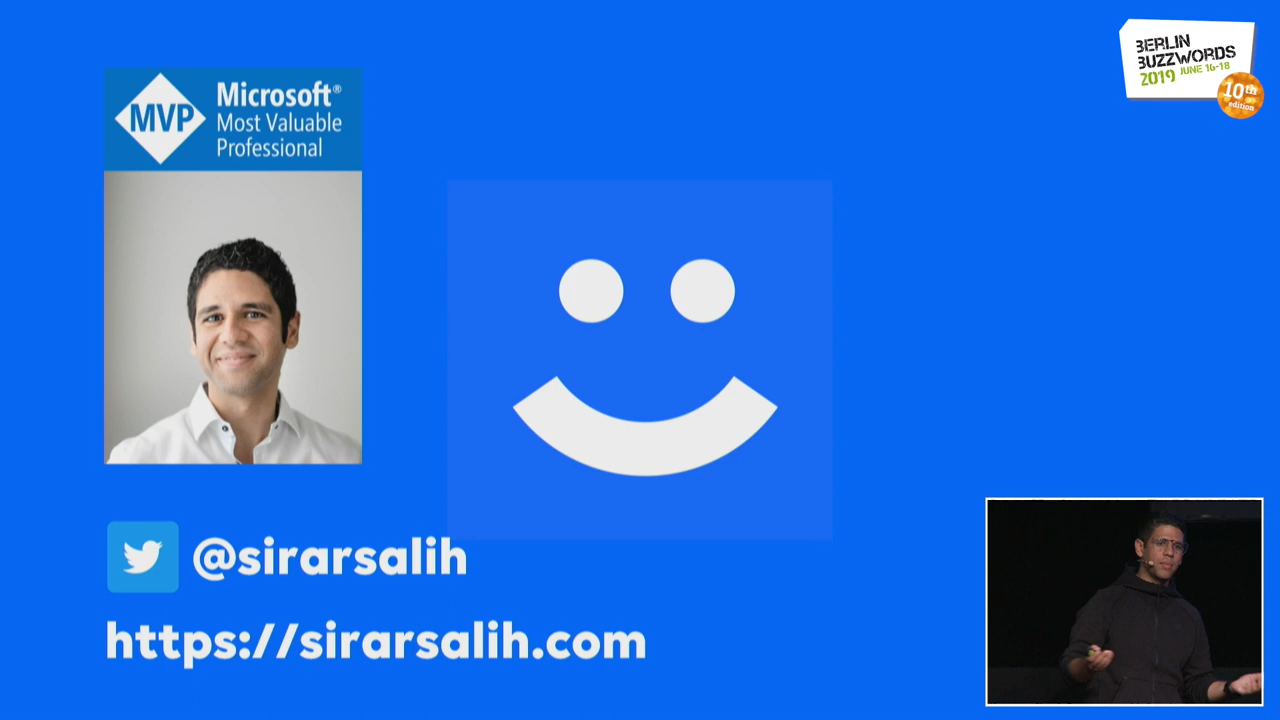 MVP
Microsoft®
Most Valuable
Professional
BERLIN
BUZZWORDS
2019 JUNE 16-18
10th
edition
@sirarsalih
https://sirarsalih.com